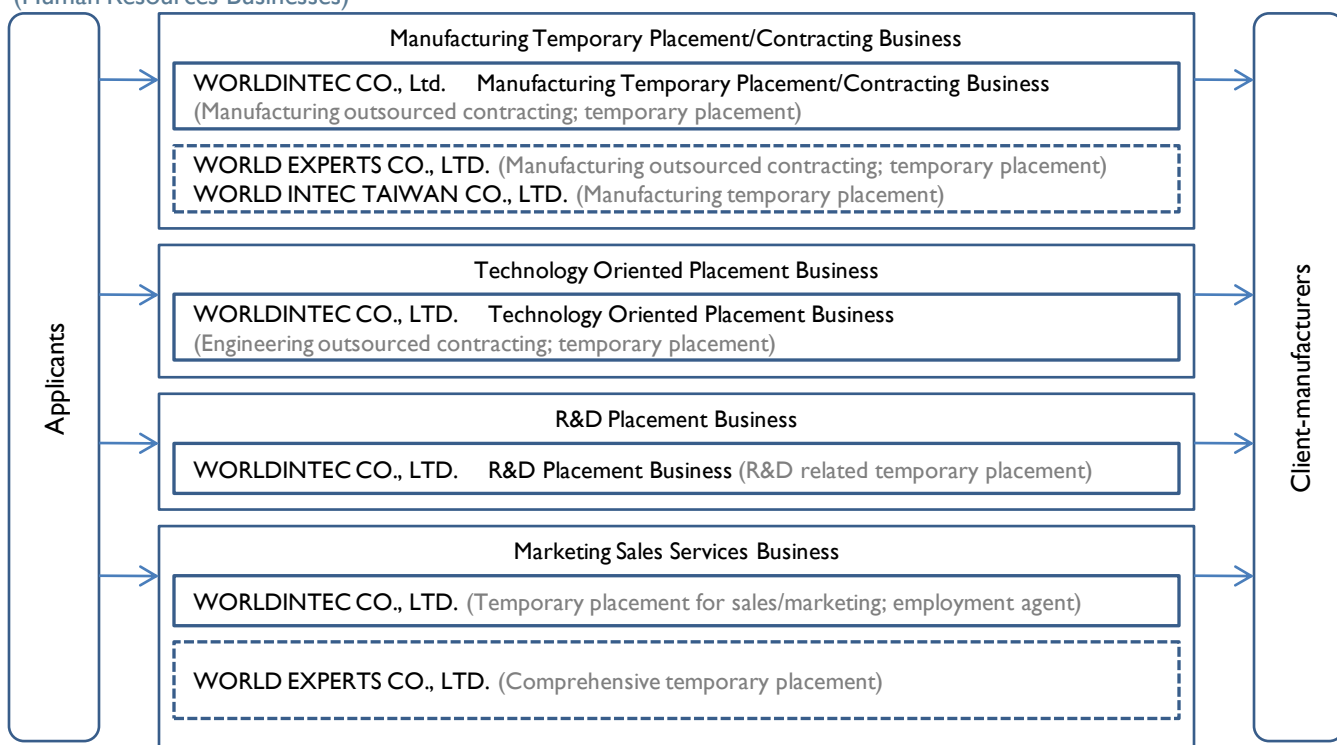 (Human Resources Businesses)
Manufacturing Temporary Placement/Contracting Business
WORLDINTEC CO., Ltd. Manufacturing Temporary Placement/Contracting Business
(Manufacturing outsourced contracting; temporary placement)
WORLD EXPERTS CO., LTD. (Manufacturing outsourced contracting; temporary placement)
WORLD INTEC TAIWAN CO., LTD. (Manufacturing temporary placement)
Technology Oriented Placement Business
WORLDINTEC CO., LTD. Technology Oriented Placement Business
(Engineering outsourced contracting; temporary placement)
Applicants
Client-manufacturers
R&D Placement Business
WORLDINTEC CO., LTD. R&D Placement Business (R&D related temporary placement)
Marketing Sales Services Business
WORLDINTEC CO., LTD. (Temporary placement for sales/marketing; employment agent)
WORLD EXPERTS CO., LTD. (Comprehensive temporary placement)